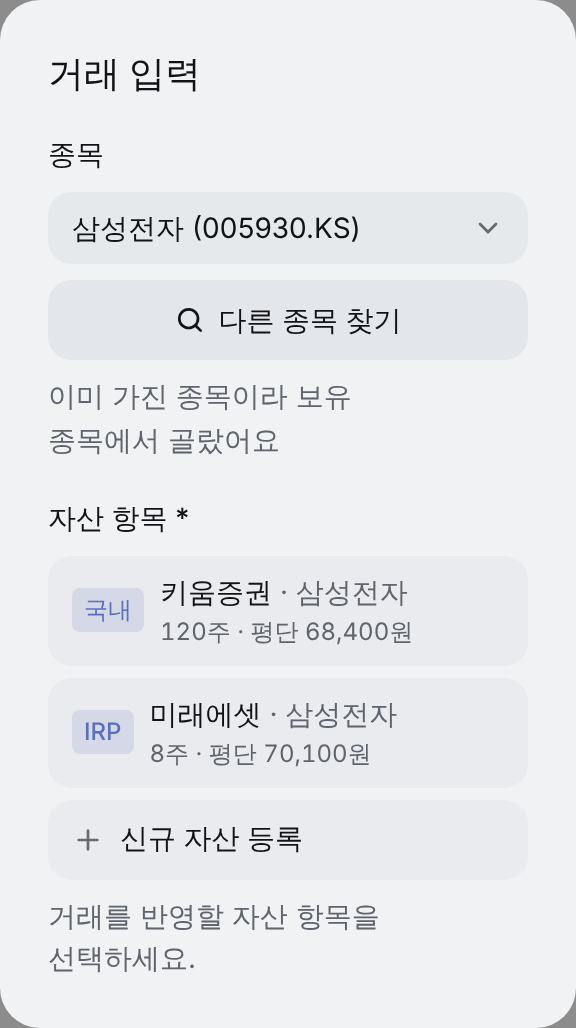 거래 입력
종목
삼성전자 (005930.KS)
다른 종목 찾기
이미 가진 종목이라 보유
종목에서 골랐어요
자산 항목 *
국내
키움증권 · 삼성전자
120주 · 평단 68,400원
IRP
미래에셋 · 삼성전자
8주 · 평단 70,100원
신규 자산 등록
거래를 반영할 자산 항목을
선택하세요.